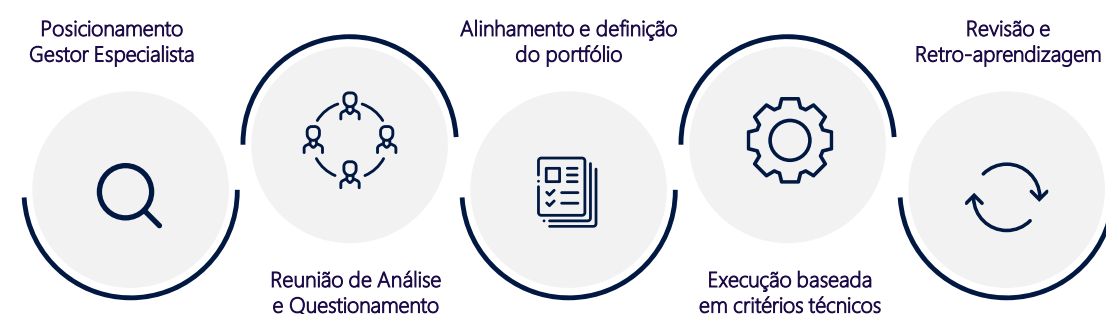 Posicionamento
Gestor Especialista
Reunião de Análise
e Questionamento
Alinhamento e definição
do portfólio
Execução baseada
em critérios técnicos
Revisão e
Retro-aprendizagem